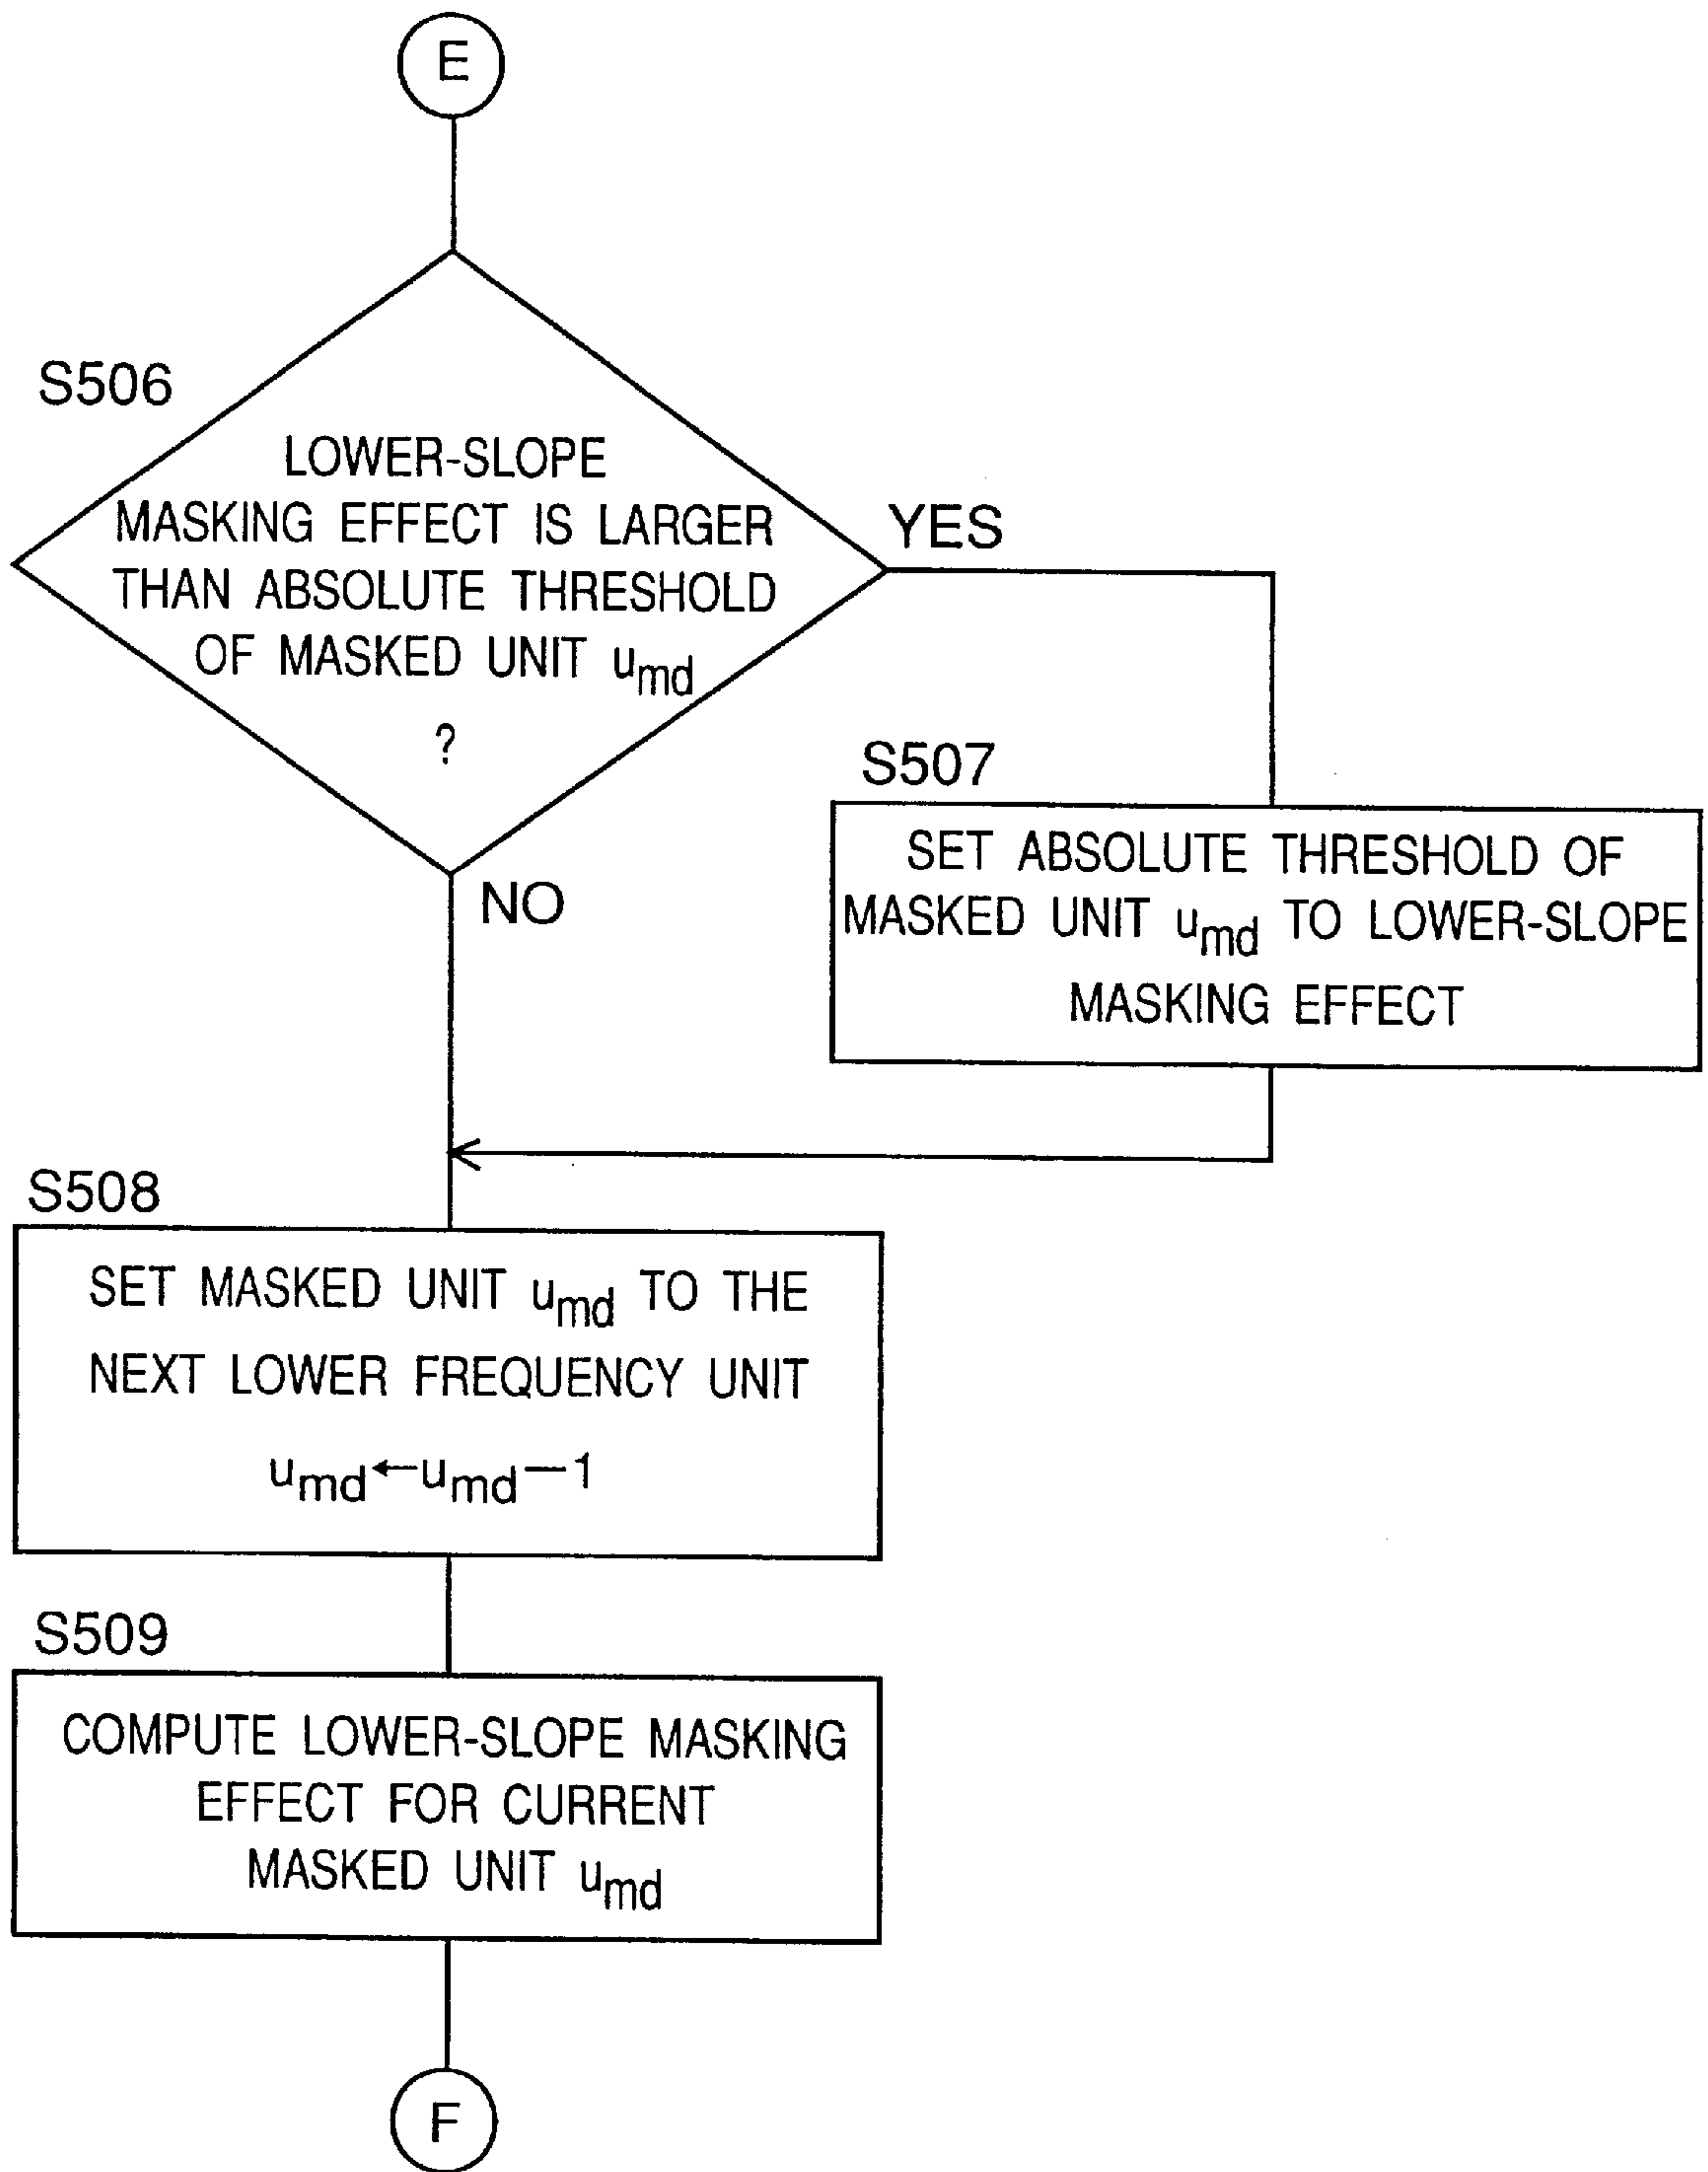 E
S506
LOWER-SLOPE
MASKING EFFECT IS LARGER
THAN ABSOLUTE THRESHOLD
OF MASKED UNIT umd
?
YES
NO
S507
SET ABSOLUTE THRESHOLD OF
MASKED UNIT umd TO LOWER-SLOPE
MASKING EFFECT
S508
SET MASKED UNIT umd TO THE
NEXT LOWER FREQUENCY UNIT
umd←umd—1
S509
COMPUTE LOWER-SLOPE MASKING
EFFECT FOR CURRENT
MASKED UNIT umd
F